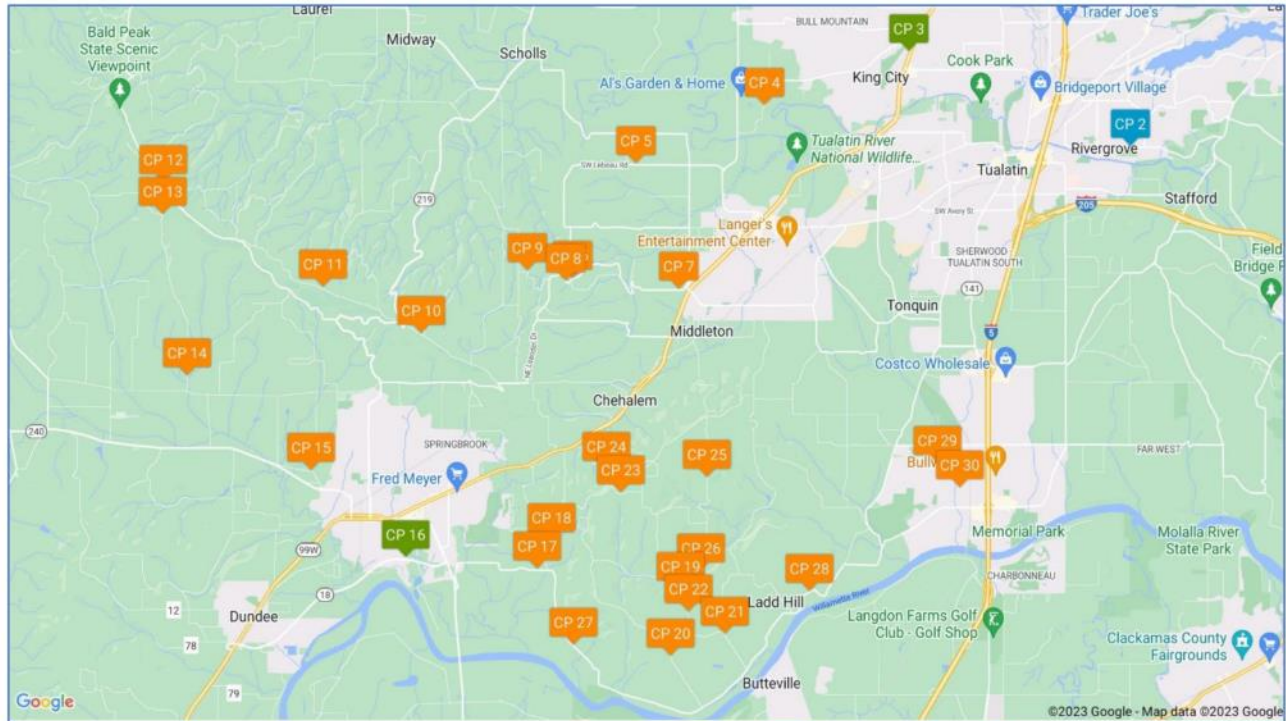 Laurel
BULL MOUNTAIN
CP 3
Trader Joe's
Bald Peak
State Scenic
Viewpoint
Midway
Scholls
Al's Garden & Home
CP 4
King City
Cook Park
Bridgeport Village
CP 5
SW Lebeau Rd
Tualatin River
National Wildlife...
CP 2
Rivergrove
CP 12
CP 13
Tualatin
219
SW Avery St
205
Stafford
Langer's
Entertainment Center
CP 9
CP 8
CP 7
SHERWOOD
TUALATIN SOUTH
Field
Bridge
CP 11
141
Tonquin
CP 10
Middleton
5
CP 14
Costco Wholesale
Chehalem
240
CP 15
SPRINGBROOK
CP 24
CP 23
CP 25
CP 29
CP 30
FAR WEST
Fred Meyer
CP 18
CP 17
CP 16
Memorial Park
Molalla River
State Park
99W
CP 26
CP 19
CP 22
CP 21
CP 28
CHARBONNEAU
18
12
Dundee
Ladd Hill
Willamette River
CP 27
CP 20
Langdon Farms Golf
Club - Golf Shop
78
Clackamas County
Fairgrounds
79
Butteville
Google
©2023 Google - Map data ©2023 Google